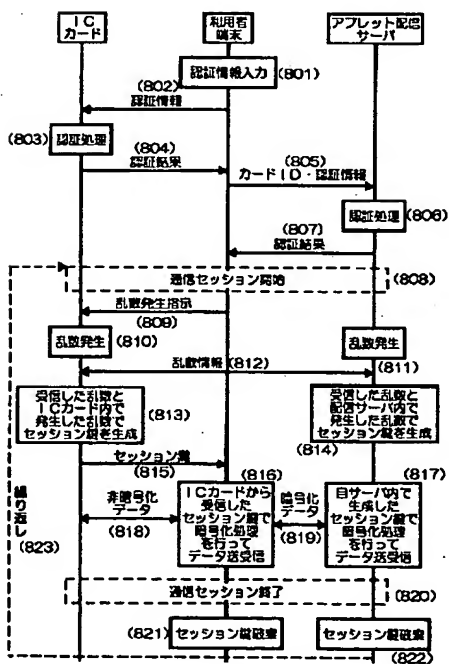 ICカード
利用者端末
アプレット配信サーバ
認証情報入力
(801)
(802)
認証情報
(803)
認証処理
(804)
認証結果
(805)
カードID・認証情報
認証処理
(806)
(807)
認証結果
通信セッション開始
(808)
乱数発生指示
(809)
乱数発生
(810)
乱数発生
(811)
乱数情報
(812)
受信した乱数と
ICカード内で
発生した乱数で
セッション鍵を生成
(813)
受信した乱数と
配信サーバ内で
発生した乱数で
セッション鍵を生成
(814)
セッション鍵
(815)
(816)
ICカードから
受信した
セッション鍵で
暗号化処理
を行って
データ送受信
(817)
自サーバ内で
生成した
セッション鍵で
暗号化処理
を行って
データ送受信
非暗号化
データ
(818)
暗号化
データ
(819)
繰り返し
(823)
通信セッション終了
(820)
(821)
セッション鍵破棄
セッション鍵破棄
(822)